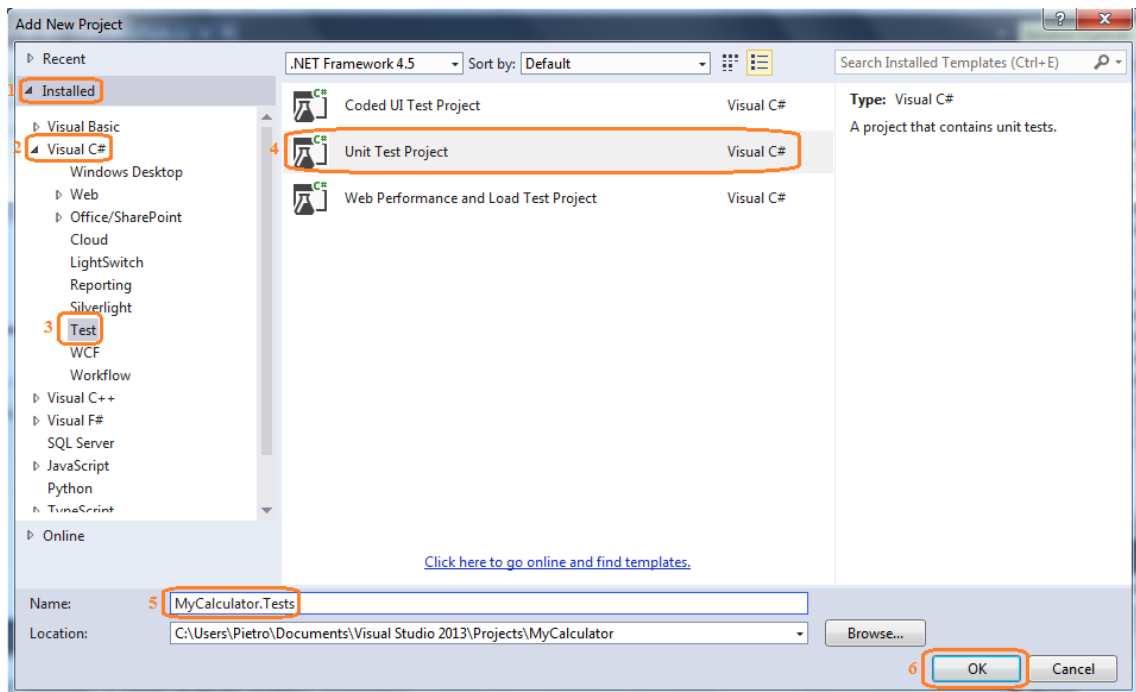 Add New Project
?
x
Recent
.NET Framework 4.5 Sort by: Default
Search Installed Templates (Ctrl+E)
1 Installed
Visual Basic
2 Visual C#
Windows Desktop
Web
Office/SharePoint
Cloud
LightSwitch
Reporting
Silverlight
3 Test
WCF
Workflow
Visual C++
Visual F#
SQL Server
JavaScript
Python
TypeScript
Online
C# Coded UI Test Project Visual C#
4 C# Unit Test Project Visual C#
C# Web Performance and Load Test Project Visual C#
Click here to go online and find templates.
Type: Visual C#
A project that contains unit tests.
Name: 5 MyCalculator.Tests
Location: C:\Users\Pietro\Documents\Visual Studio 2013\Projects\MyCalculator Browse...
6 OK Cancel